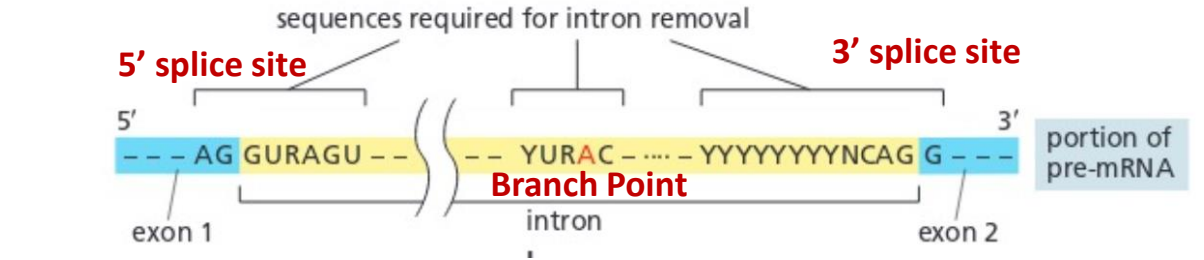 sequences required for intron removal
5’ splice site
3’ splice site
5’
3’
– – – AG GURAGU – – – – YURAC – ···· – YYYYYYYYNCAG G – – –
portion of
pre-mRNA
Branch Point
intron
exon 1
exon 2